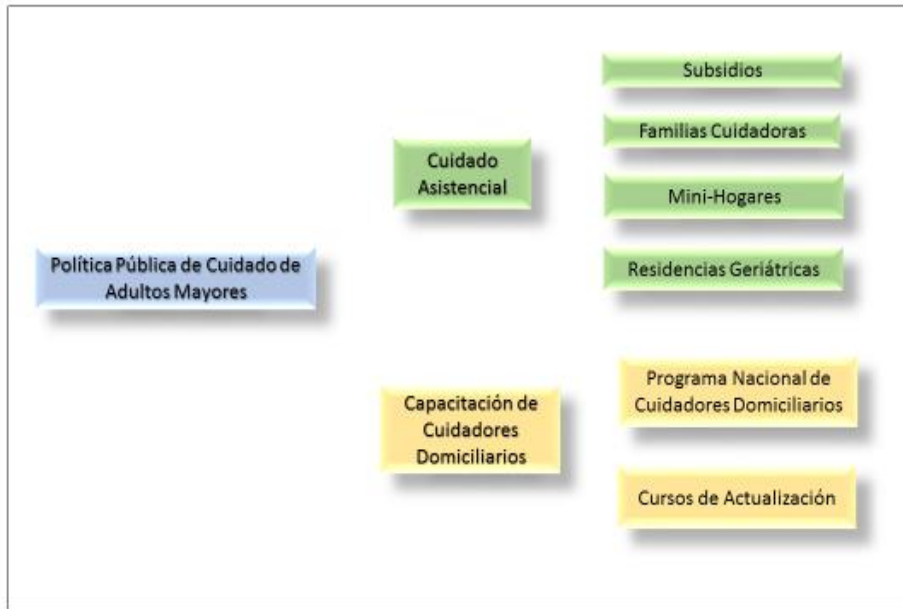 Política Pública de Cuidado de
Adultos Mayores
Cuidado
Asistencial
Subsidios
Familias Cuidadoras
Mini-Hogares
Residencias Geriátricas
Capacitación de
Cuidadores
Domiciliarios
Programa Nacional de
Cuidadores Domiciliarios
Cursos de Actualización